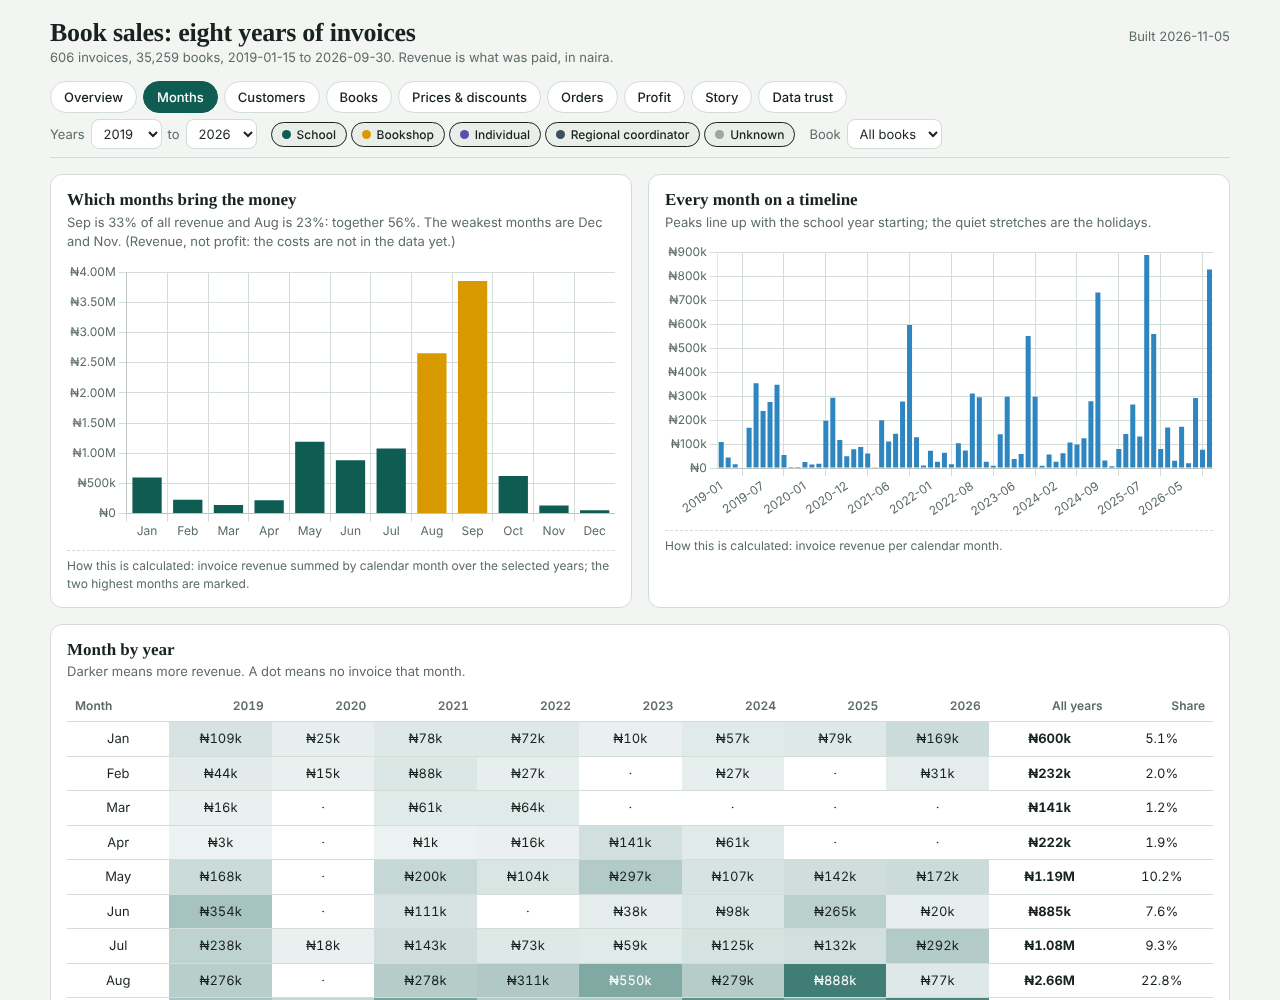 Book sales: eight years of invoices
Built 2026-11-05
606 invoices, 35,259 books, 2019-01-15 to 2026-09-30. Revenue is what was paid, in naira.
Overview Months Customers Books Prices & discounts Orders Profit Story Data trust
Years 2019 to 2026 School Bookshop Individual Regional coordinator Unknown Book All books
Which months bring the money
Sep is 33% of all revenue and Aug is 23%: together 56%. The weakest months are Dec
and Nov. (Revenue, not profit: the costs are not in the data yet.)
₦4.00M
₦3.50M
₦3.00M
₦2.50M
₦2.00M
₦1.50M
₦1.00M
₦500k
₦0
Jan Feb Mar Apr May Jun Jul Aug Sep Oct Nov Dec
How this is calculated: invoice revenue summed by calendar month over the selected years; the
two highest months are marked.
Every month on a timeline
Peaks line up with the school year starting; the quiet stretches are the holidays.
₦900k
₦800k
₦700k
₦600k
₦500k
₦400k
₦300k
₦200k
₦100k
₦0
2019-01 2019-07 2020-01 2020-12 2021-06 2022-01 2022-08 2023-06 2024-02 2024-09 2025-07 2026-05
How this is calculated: invoice revenue per calendar month.
Month by year
Darker means more revenue. A dot means no invoice that month.
Month 2019 2020 2021 2022 2023 2024 2025 2026 All years Share
Jan ₦109k ₦25k ₦78k ₦72k ₦10k ₦57k ₦79k ₦169k ₦600k 5.1%
Feb ₦44k ₦15k ₦88k ₦27k · ₦27k · ₦31k ₦232k 2.0%
Mar ₦16k · ₦61k ₦64k · · · · ₦141k 1.2%
Apr ₦3k · ₦1k ₦16k ₦141k ₦61k · · ₦222k 1.9%
May ₦168k · ₦200k ₦104k ₦297k ₦107k ₦142k ₦172k ₦1.19M 10.2%
Jun ₦354k · ₦111k · ₦38k ₦98k ₦265k ₦20k ₦885k 7.6%
Jul ₦238k ₦18k ₦143k ₦73k ₦59k ₦125k ₦132k ₦292k ₦1.08M 9.3%
Aug ₦276k · ₦278k ₦311k ₦550k ₦279k ₦888k ₦77k ₦2.66M 22.8%